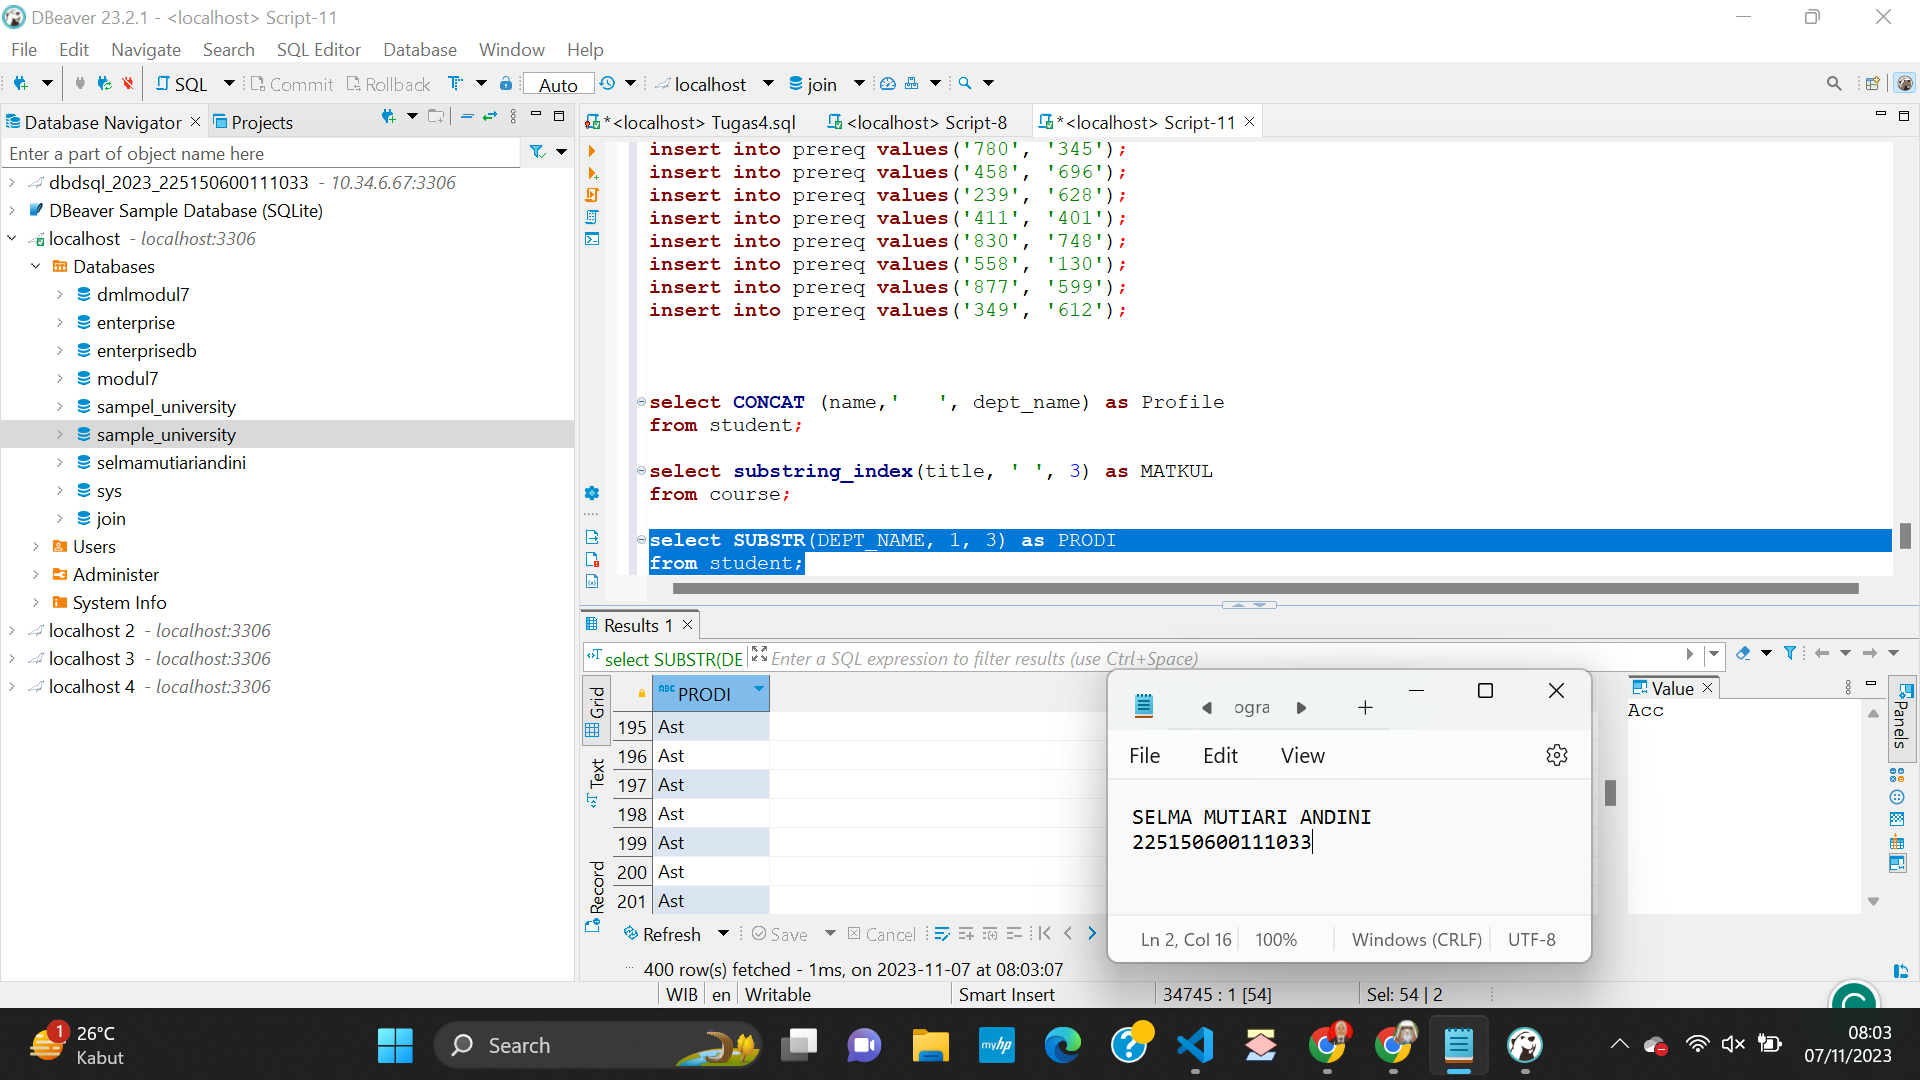 DBeaver 23.2.1 - <localhost> Script-11
File Edit Navigate Search SQL Editor Database Window Help
SQL Commit Rollback Auto localhost join
Database Navigator Projects
*<localhost> Tugas4.sql <localhost> Script-8 *<localhost> Script-11
Enter a part of object name here
dbdsql_2023_225150600111033 - 10.34.6.67:3306
DBeaver Sample Database (SQLite)
localhost - localhost:3306
Databases
dmlmodul7
enterprise
enterprisedb
modul7
sampel_university
sample_university
selmamutiariandini
sys
join
Users
Administer
System Info
localhost 2 - localhost:3306
localhost 3 - localhost:3306
localhost 4 - localhost:3306
insert into prereq values('780', '345');
insert into prereq values('458', '696');
insert into prereq values('239', '628');
insert into prereq values('411', '401');
insert into prereq values('830', '748');
insert into prereq values('558', '130');
insert into prereq values('877', '599');
insert into prereq values('349', '612');
select CONCAT (name,'   ', dept_name) as Profile
from student;
select substring_index(title, ' ', 3) as MATKUL
from course;
select SUBSTR(DEPT_NAME, 1, 3) as PRODI
from student;
Results 1
select SUBSTR(DE Enter a SQL expression to filter results (use Ctrl+Space)
Grid
Text
Record
ABC PRODI
195 Ast
196 Ast
197 Ast
198 Ast
199 Ast
200 Ast
201 Ast
Value
Acc
Panels
ogra
File Edit View
SELMA MUTIARI ANDINI
225150600111033
Ln 2, Col 16 100% Windows (CRLF) UTF-8
Refresh Save Cancel
400 row(s) fetched - 1ms, on 2023-11-07 at 08:03:07
WIB en Writable Smart Insert 34745 : 1 [54] Sel: 54 | 2
1
26°C
Kabut
Search
myhp
08:03
07/11/2023